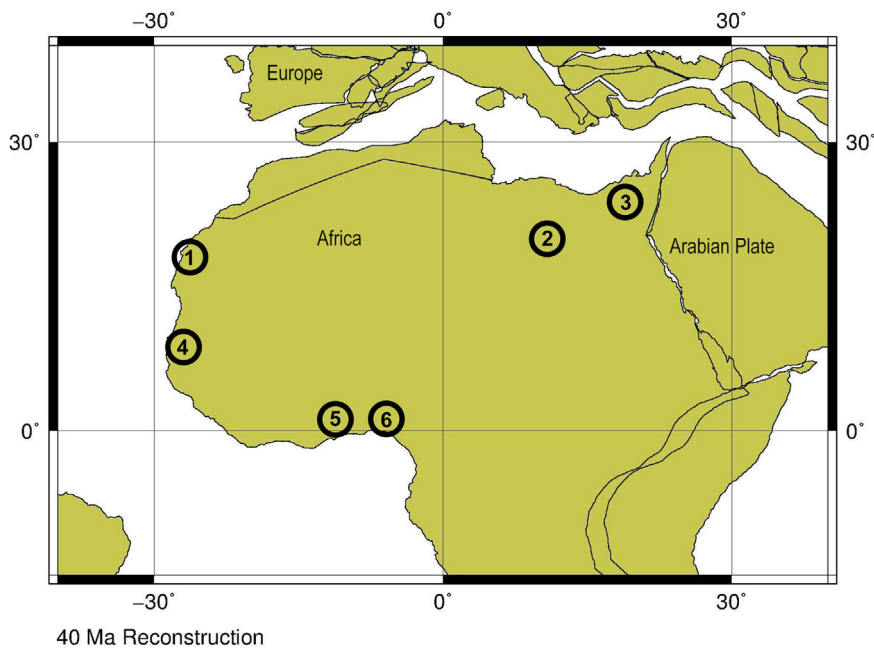 −30° 0° 30°
Europe
30° 30°
3
2
Africa
Arabian Plate
1
4
5 6
0° 0°
−30° 0° 30°
40 Ma Reconstruction